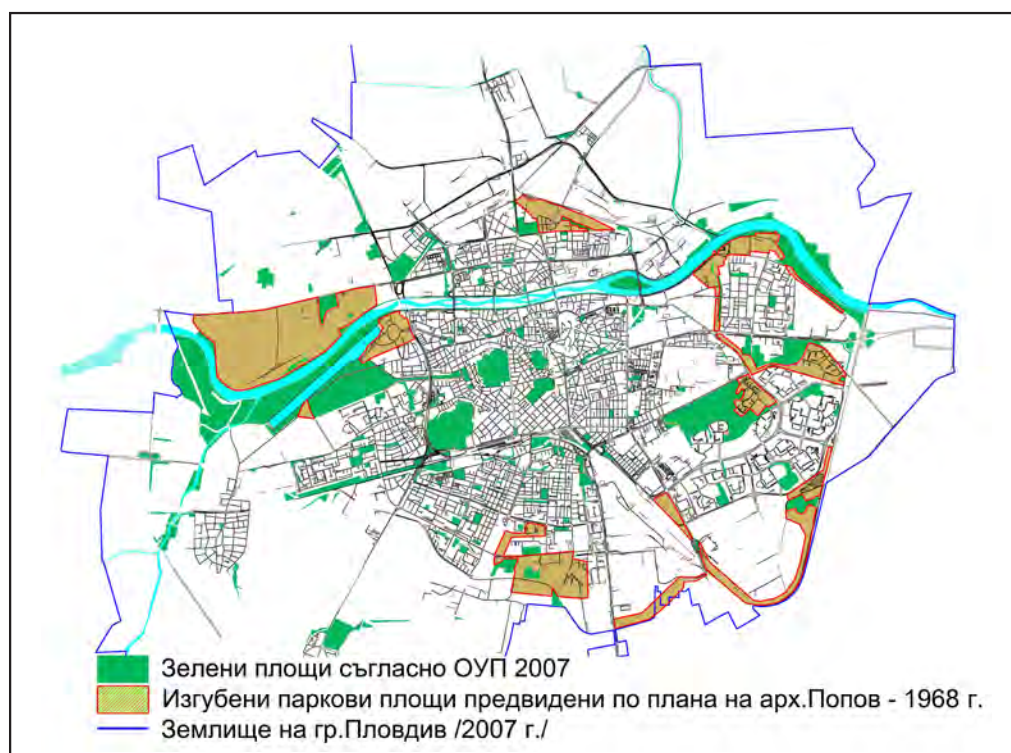 Зелени площи съгласно ОУП 2007
Изгубени паркови площи предвидени по плана на арх.Попов - 1968 г.
Землище на гр.Пловдив /2007 г./